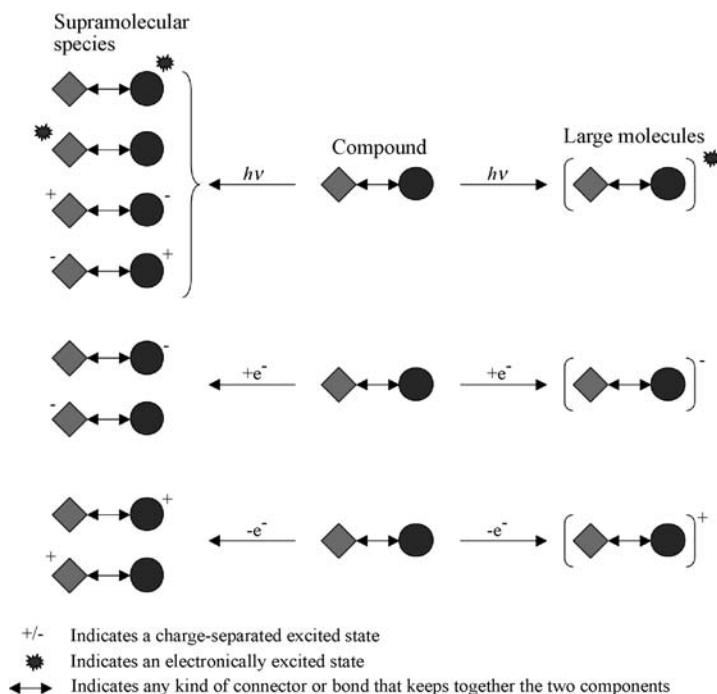 Supramolecular
species
Compound
Large molecules
hν
hν
+ -
- +
-
+e⁻
+e⁻
-
-
+
-e⁻
-e⁻
+
+
+/- Indicates a charge-separated excited state
Indicates an electronically excited state
Indicates any kind of connector or bond that keeps together the two components